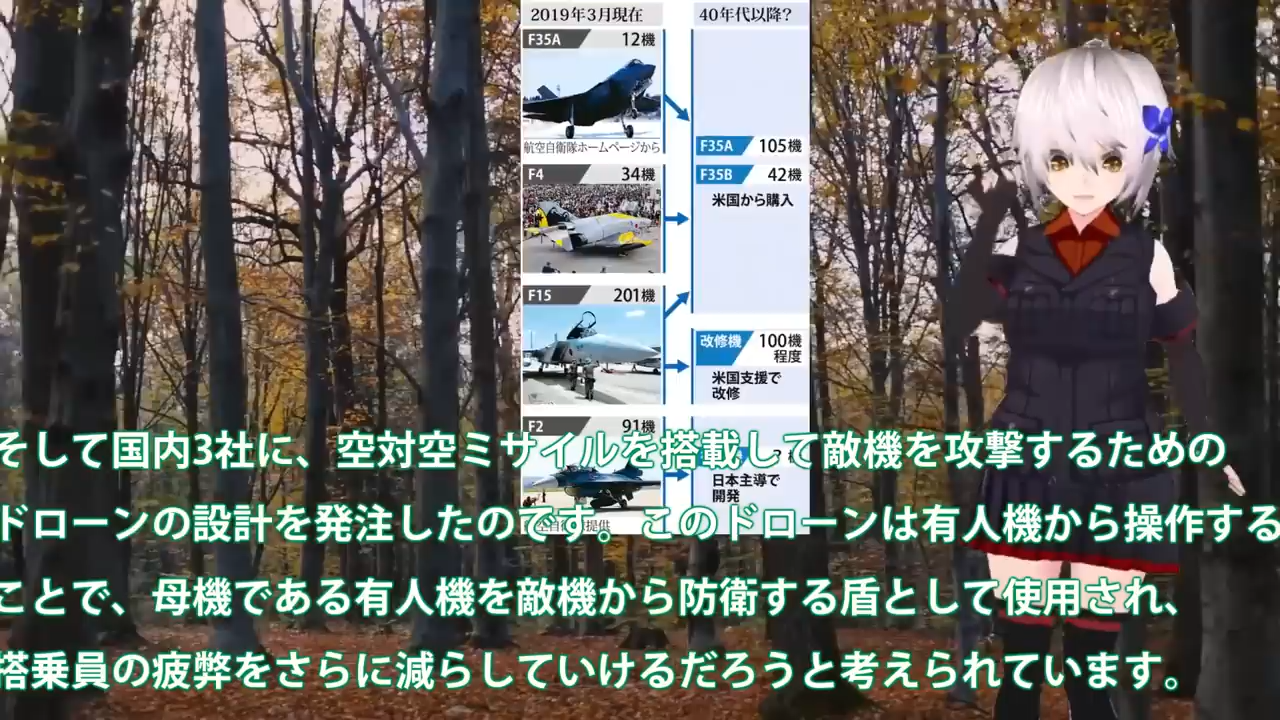 2019年3月現在
40年代以降?
F35A
12機
航空自衛隊ホームページから
F35A
105機
F4
34機
F35B
42機
米国から購入
F15
201機
改修機
100機
程度
米国支援で
改修
F2
91機
日本主導で
開発
提供
そして国内3社に、空対空ミサイルを搭載して敵機を攻撃するための
ドローンの設計を発注したのです。このドローンは有人機から操作する
ことで、母機である有人機を敵機から防衛する盾として使用され、
搭乗員の疲弊をさらに減らしていけるだろうと考えられています。